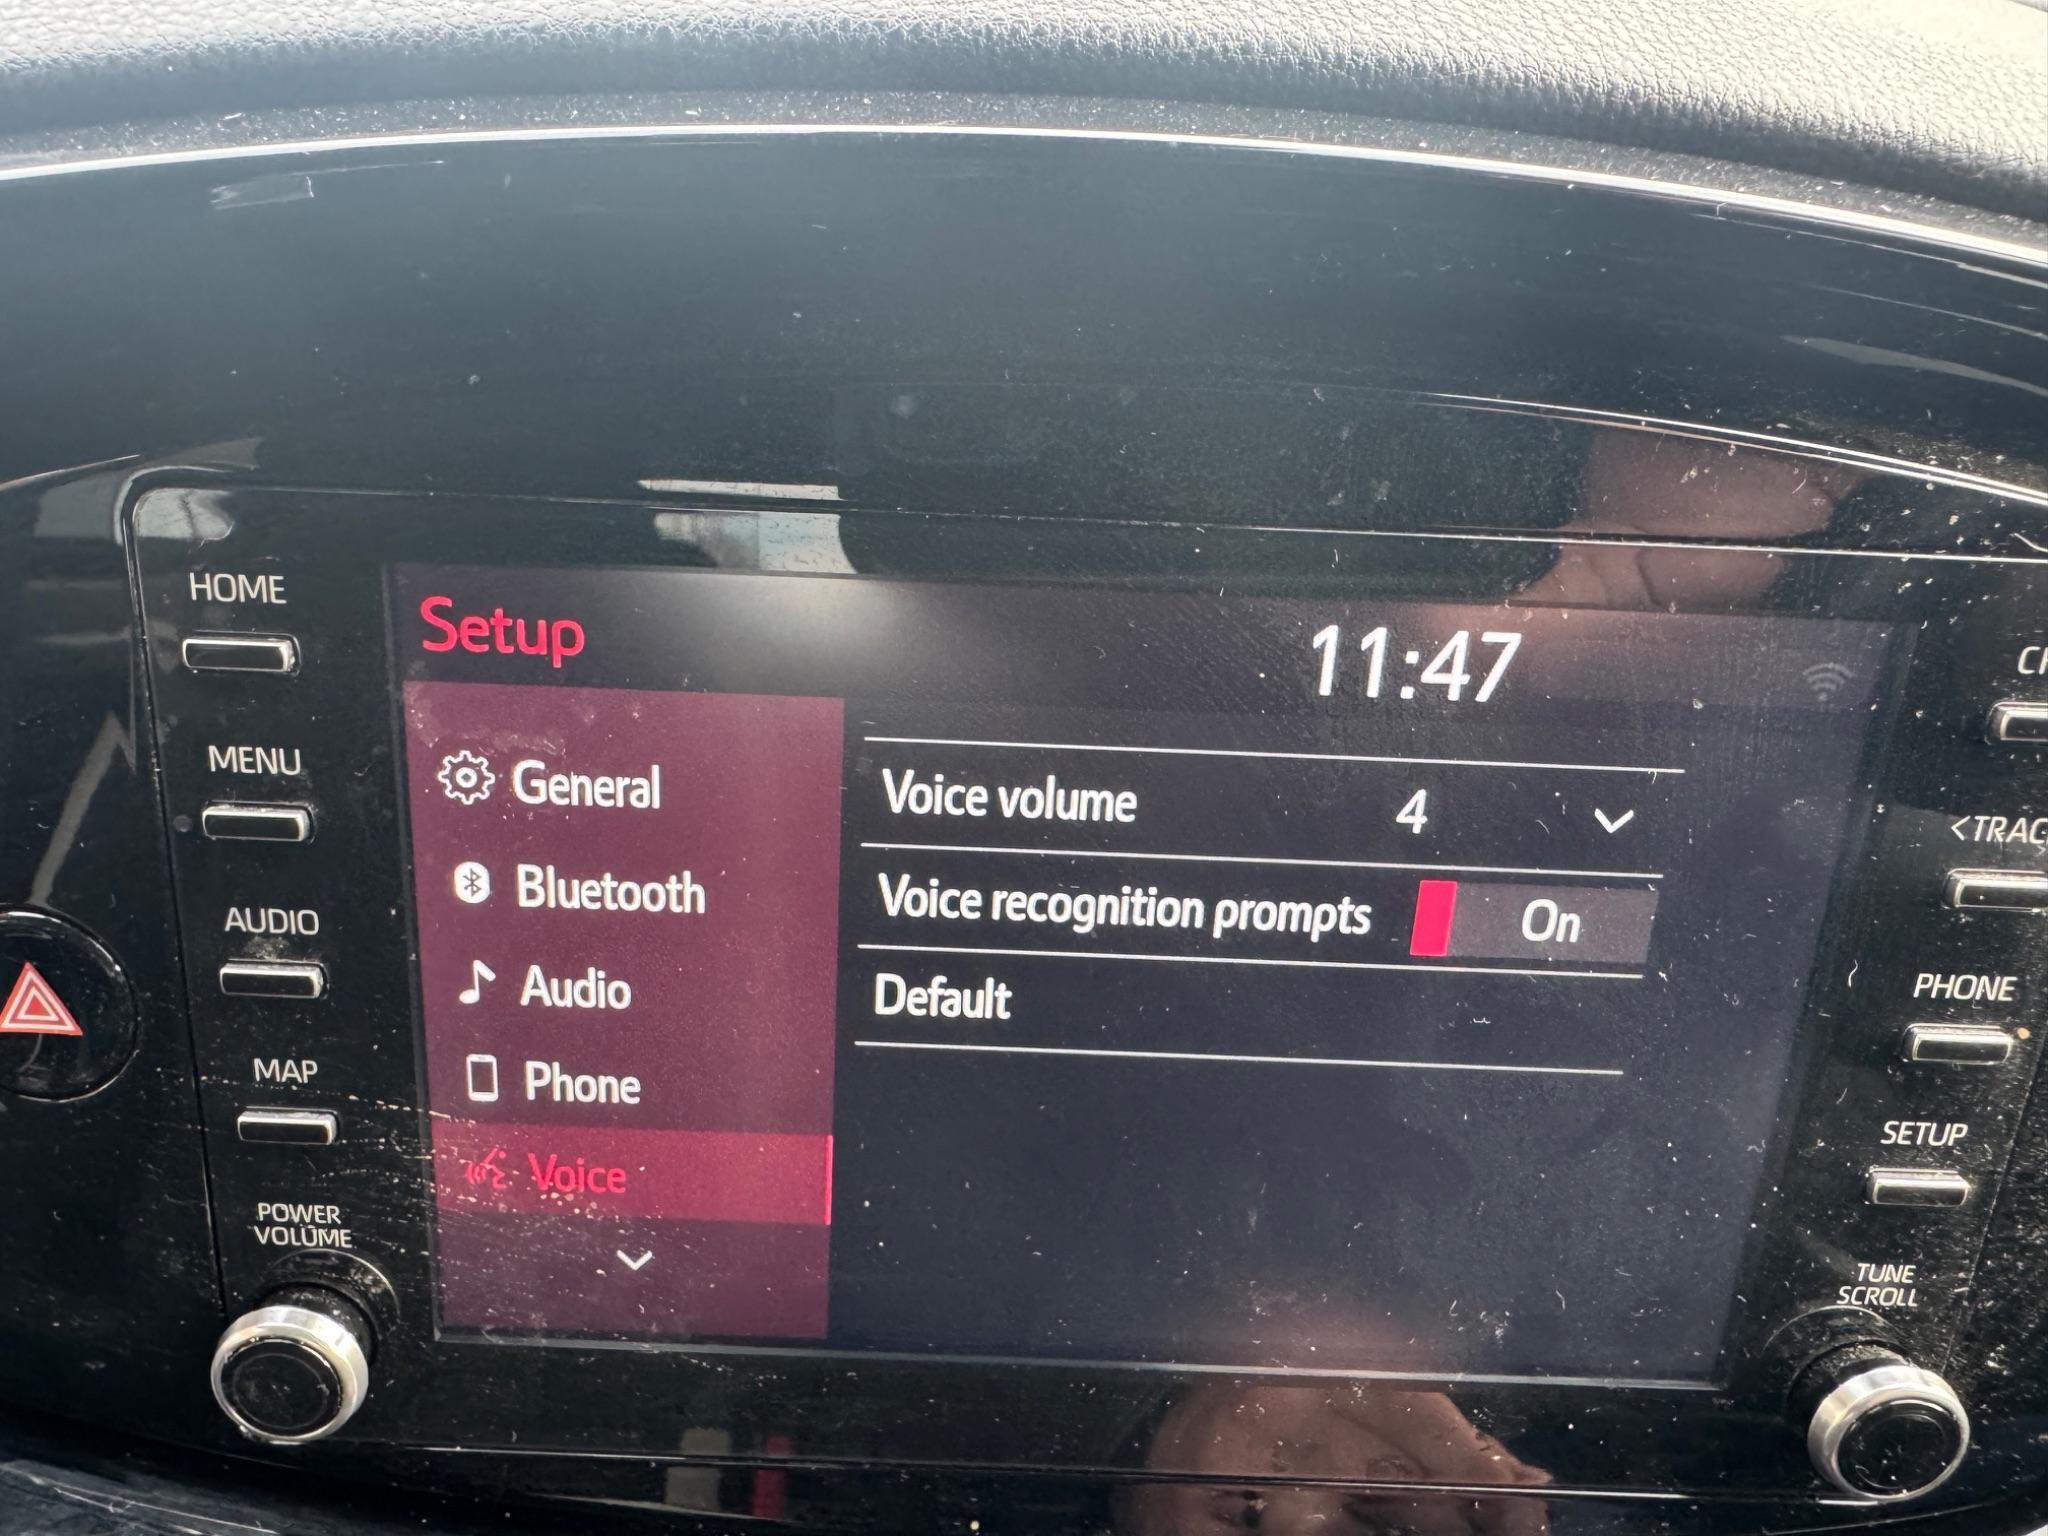 HOME
MENU
AUDIO
MAP
POWER
VOLUME
Setup
11:47
General
Bluetooth
Audio
Phone
Voice
Voice volume 4
Voice recognition prompts On
Default
PHONE
SETUP
TUNE
SCROLL